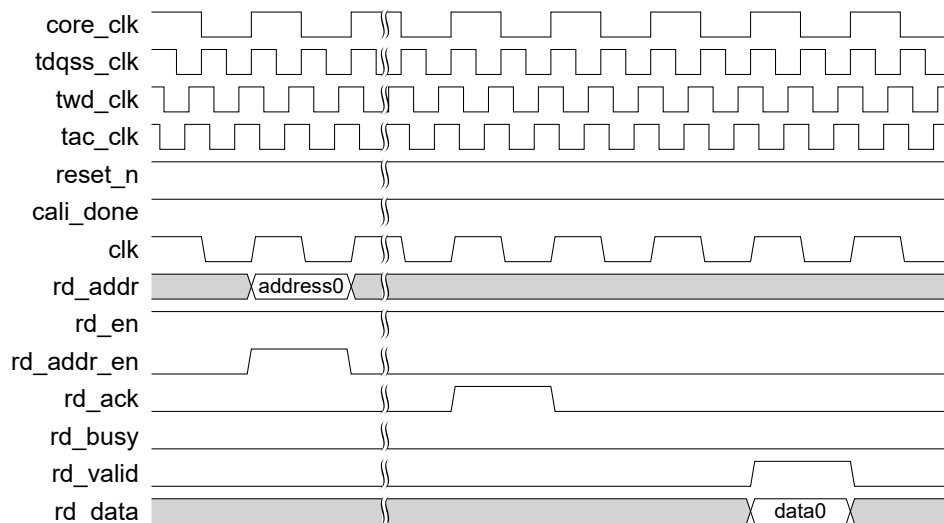 core_clk
tdqss_clk
twd_clk
tac_clk
reset_n
cali_done
clk
rd_addr address0
rd_en
rd_addr_en
rd_ack
rd_busy
rd_valid
rd_data data0